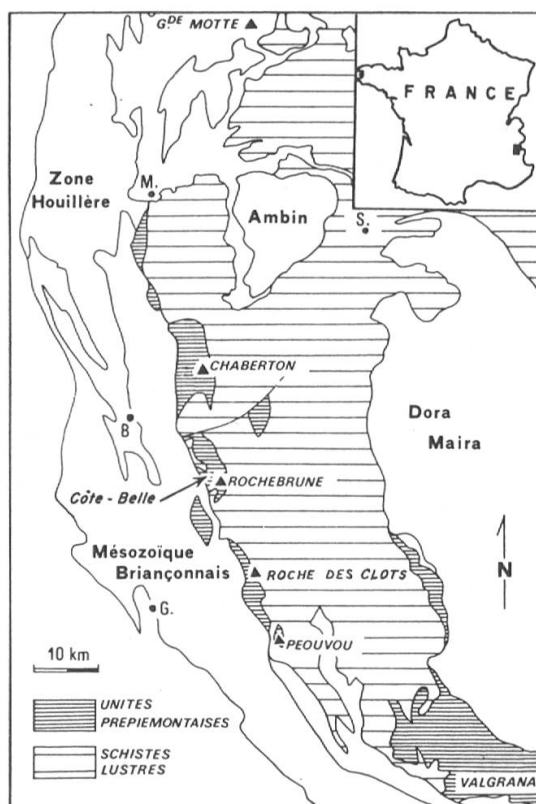 G.DE MOTTE
FRANCE
Zone
Houillère
M.
Ambin
S.
CHABERTON
Dora
Maira
B
ROCHEBRUNE
Côte-Belle
Mésozoïque
Briançonnais
ROCHE DES CLOTS
N
G.
PEOUVOU
10 km
UNITES
PREPIEMONTAISES
SCHISTES
LUSTRES
VALGRANA